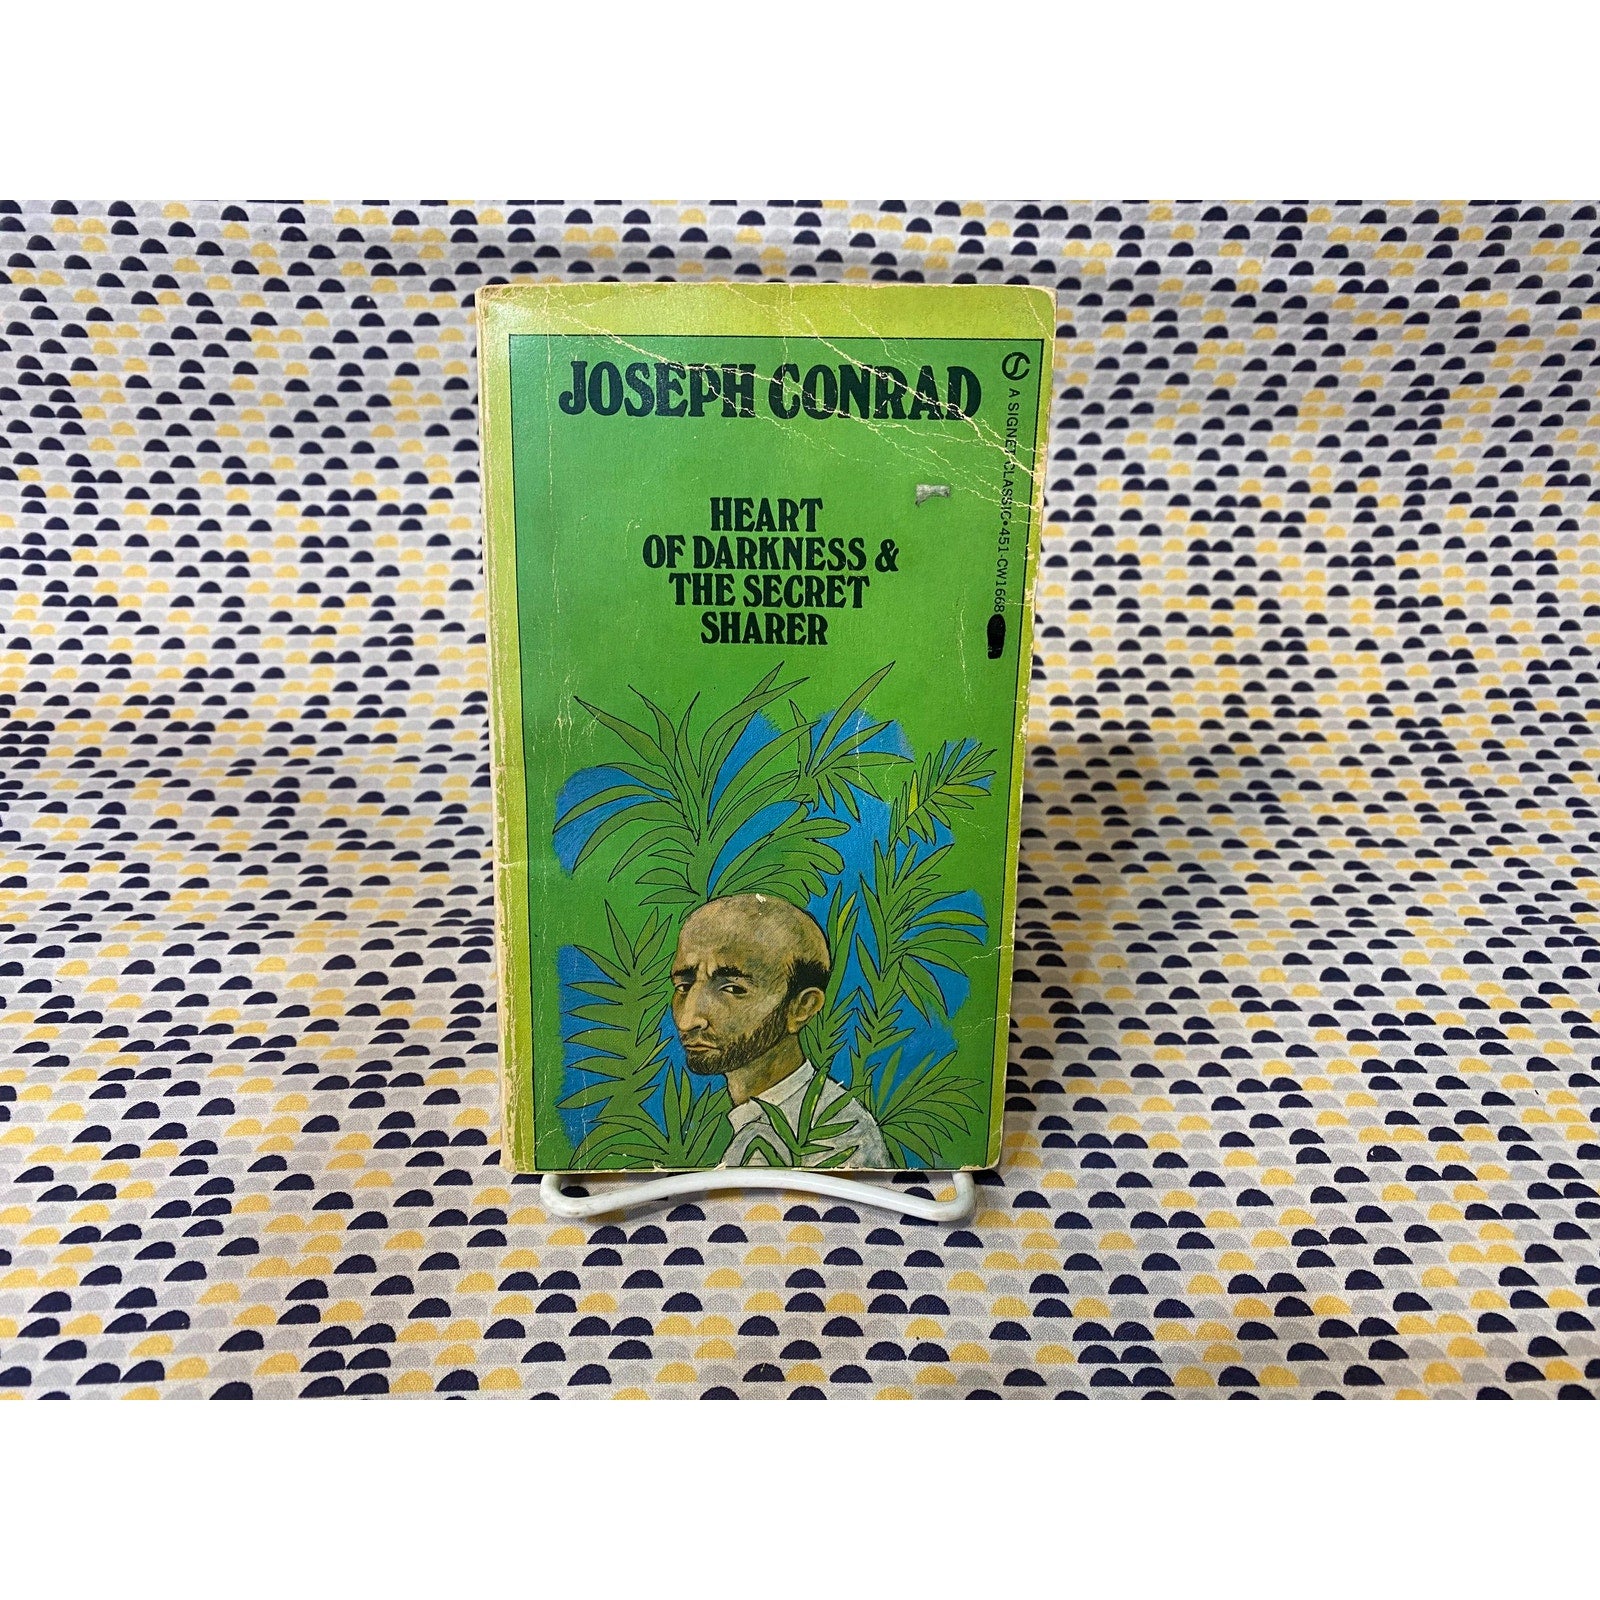 JOSEPH CONRAD
HEART
OF DARKNESS &
THE SECRET
SHARER
A SIGNET CLASSIC•451-CW1668